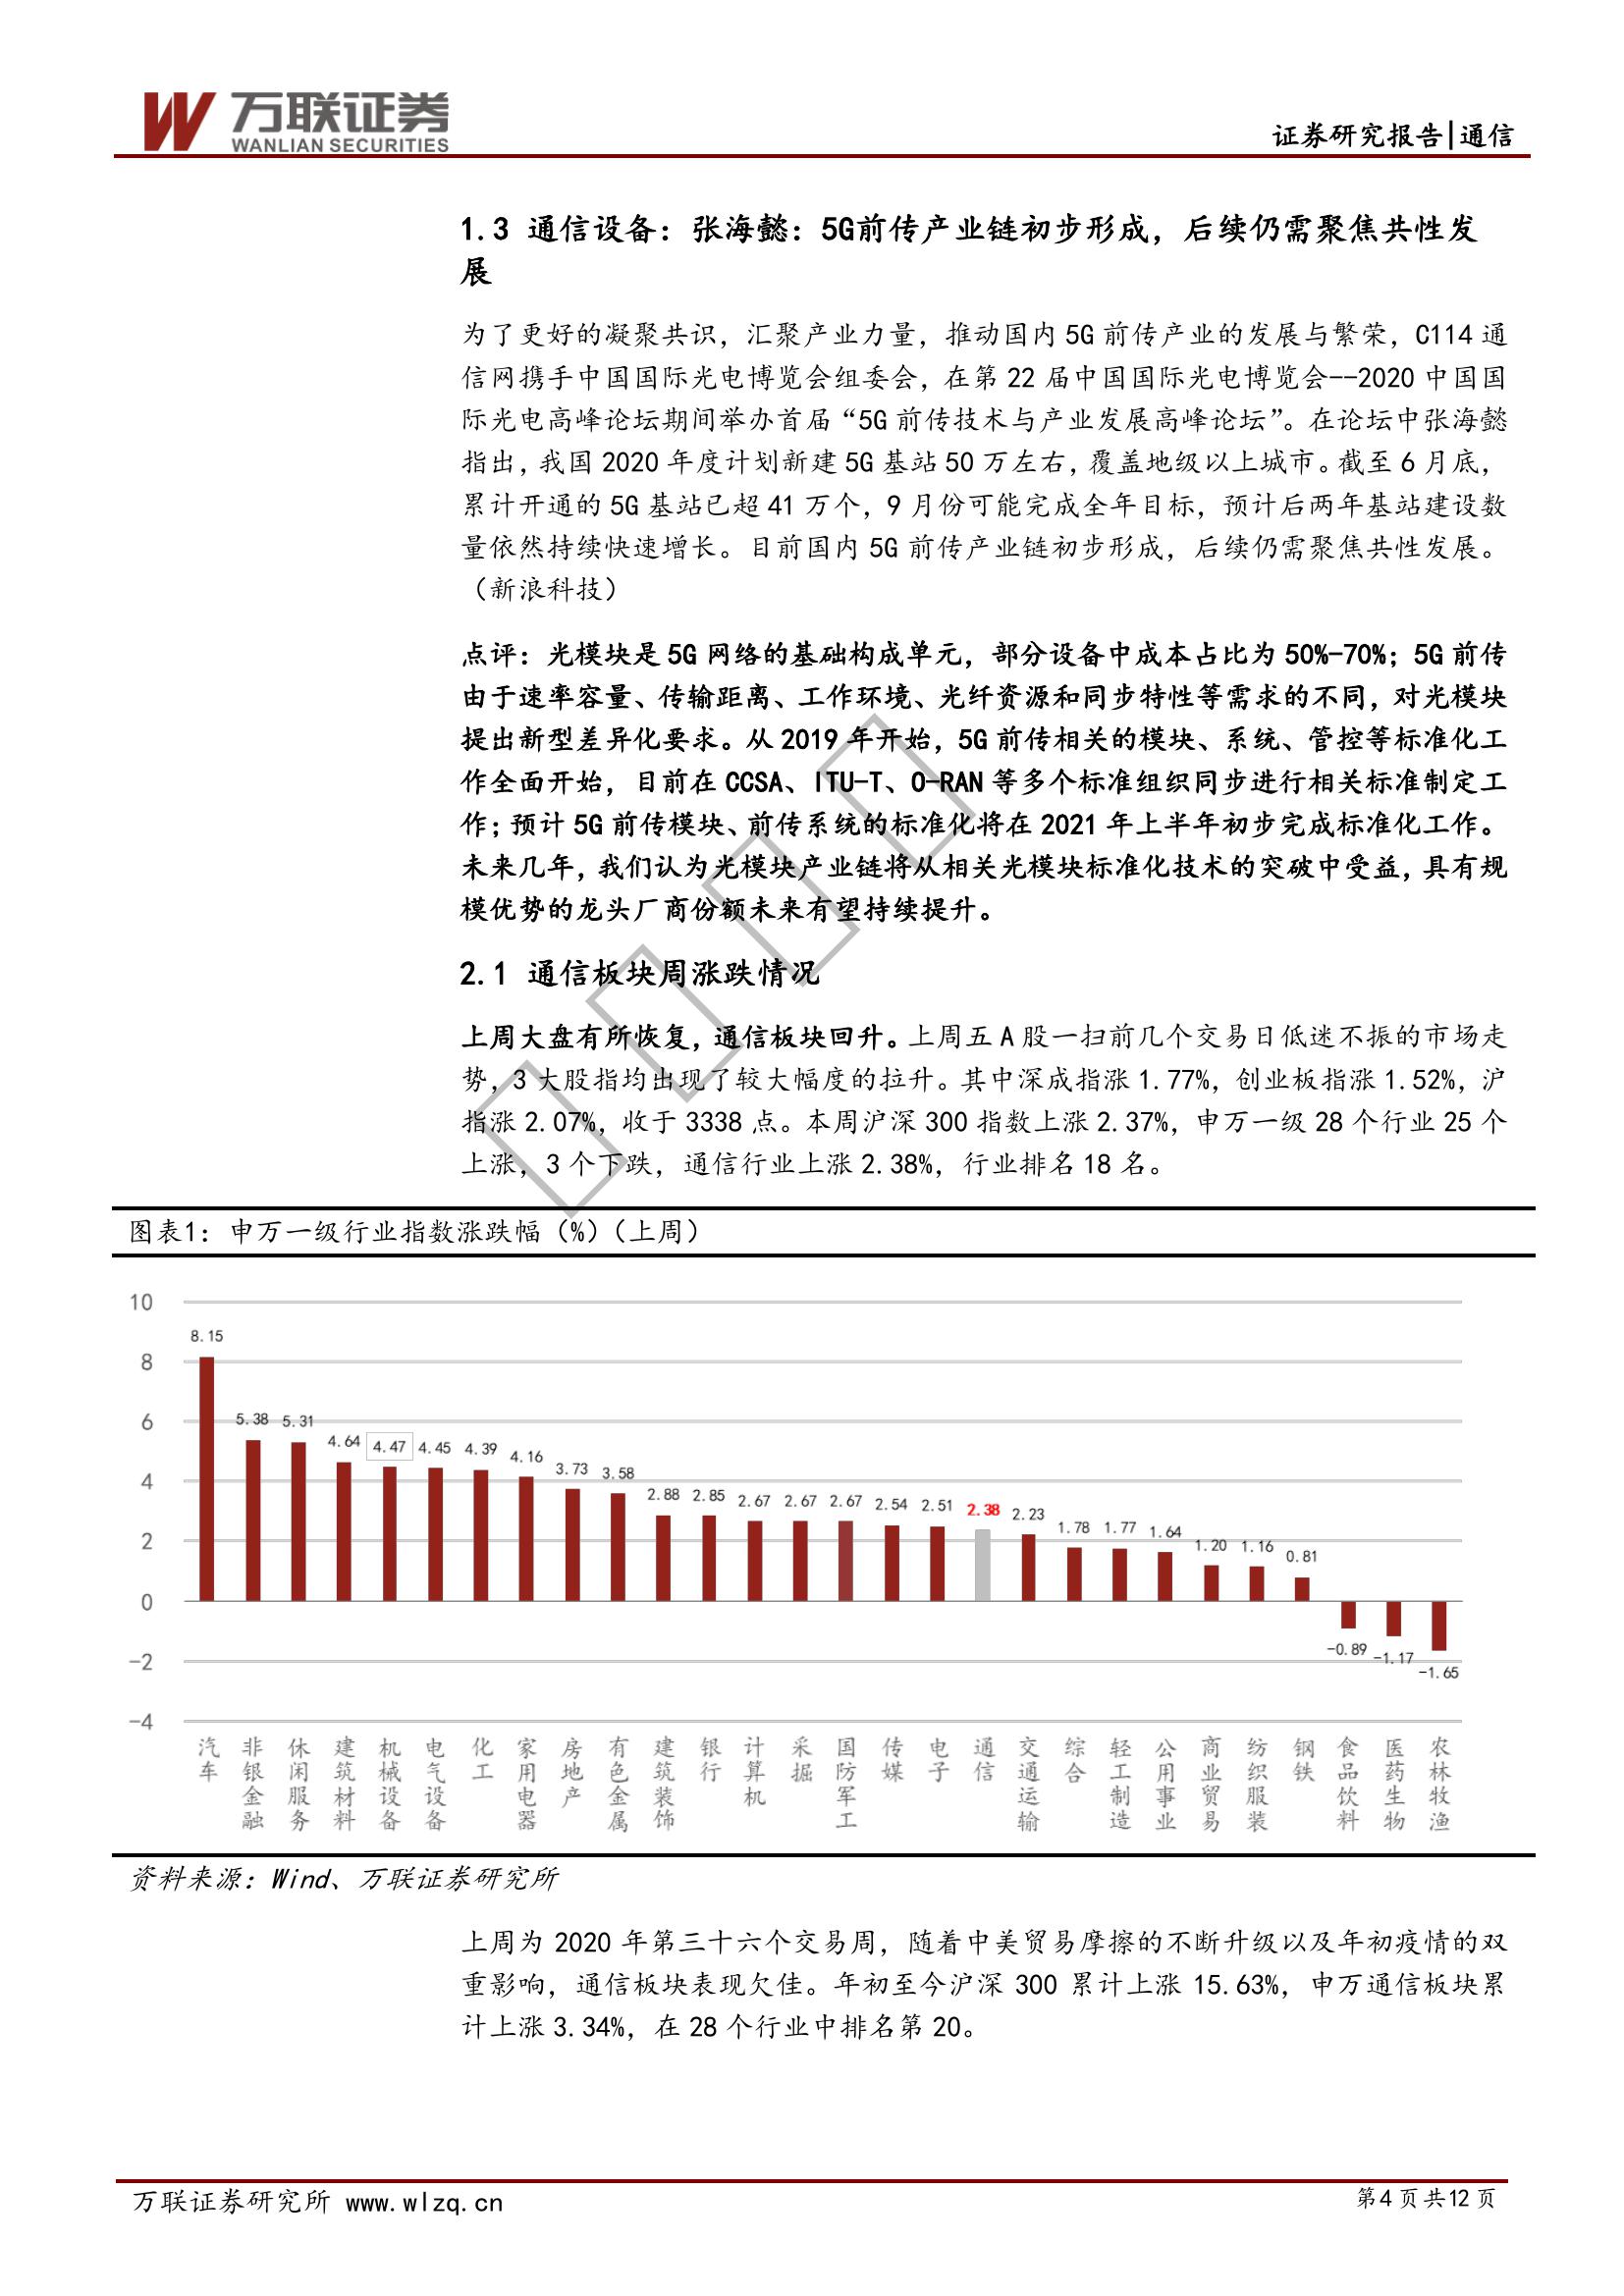 万联证券
WANLIAN SECURITIES
证券研究报告|通信
1.3 通信设备：张海懿：5G前传产业链初步形成，后续仍需聚焦共性发
展
为了更好的凝聚共识，汇聚产业力量，推动国内 5G 前传产业的发展与繁荣，C114 通
信网携手中国国际光电博览会组委会，在第 22 届中国国际光电博览会--2020 中国国
际光电高峰论坛期间举办首届“5G 前传技术与产业发展高峰论坛”。在论坛中张海懿
指出，我国 2020 年度计划新建 5G 基站 50 万左右，覆盖地级以上城市。截至 6 月底，
累计开通的 5G 基站已超 41 万个，9 月份可能完成全年目标，预计后两年基站建设数
量依然持续快速增长。目前国内 5G 前传产业链初步形成，后续仍需聚焦共性发展。
（新浪科技）
点评：光模块是 5G 网络的基础构成单元，部分设备中成本占比为 50%-70%；5G 前传
由于速率容量、传输距离、工作环境、光纤资源和同步特性等需求的不同，对光模块
提出新型差异化要求。从 2019 年开始，5G 前传相关的模块、系统、管控等标准化工
作全面开始，目前在 CCSA、ITU-T、O-RAN 等多个标准组织同步进行相关标准制定工
作；预计 5G 前传模块、前传系统的标准化将在 2021 年上半年初步完成标准化工作。
未来几年，我们认为光模块产业链将从相关光模块标准化技术的突破中受益，具有规
模优势的龙头厂商份额未来有望持续提升。
2.1 通信板块周涨跌情况
上周大盘有所恢复，通信板块回升。上周五 A 股一扫前几个交易日低迷不振的市场走
势，3 大股指均出现了较大幅度的拉升。其中深成指涨 1.77%，创业板指涨 1.52%，沪
指涨 2.07%，收于 3338 点。本周沪深 300 指数上涨 2.37%，申万一级 28 个行业 25 个
上涨，3 个下跌，通信行业上涨 2.38%，行业排名 18 名。
图表1：申万一级行业指数涨跌幅（%）（上周）
10
8
6
4
2
0
-2
-4
8.15 5.38 5.31 4.64 4.47 4.45 4.39 4.16 3.73 3.58 2.88 2.85 2.67 2.67 2.67 2.54 2.51 2.38 2.23 1.78 1.77 1.64 1.20 1.16 0.81 -0.89 -1.17 -1.65
汽车 非银金融 休闲服务 建筑材料 机械设备 电气设备 化工 家用电器 房地产 有色金属 建筑装饰 银行 计算机 采掘 国防军工 传媒 电子 通信 交通运输 综合 轻工制造 公用事业 商业贸易 纺织服装 钢铁 食品饮料 医药生物 农林牧渔
资料来源：Wind、万联证券研究所
上周为 2020 年第三十六个交易周，随着中美贸易摩擦的不断升级以及年初疫情的双
重影响，通信板块表现欠佳。年初至今沪深 300 累计上涨 15.63%，申万通信板块累
计上涨 3.34%，在 28 个行业中排名第 20。
万联证券研究所 www.wlzq.cn
第4 页共12 页